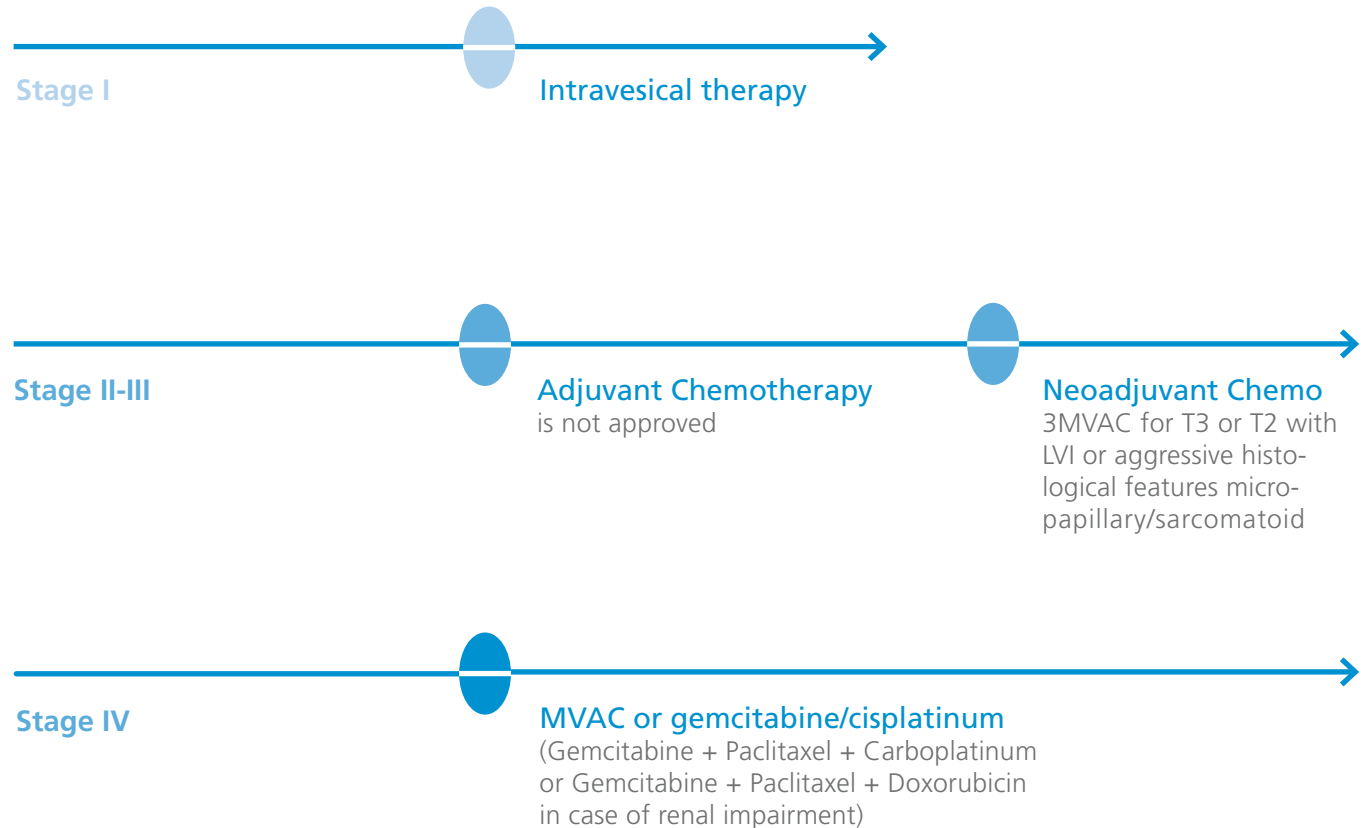 Stage I
Intravesical therapy
Stage II-III
Adjuvant Chemotherapy
is not approved
Neoadjuvant Chemo
3MVAC for T3 or T2 with
LVI or aggressive histo-
logical features micro-
papillary/sarcomatoid
Stage IV
MVAC or gemcitabine/cisplatinum
(Gemcitabine + Paclitaxel + Carboplatinum
or Gemcitabine + Paclitaxel + Doxorubicin
in case of renal impairment)